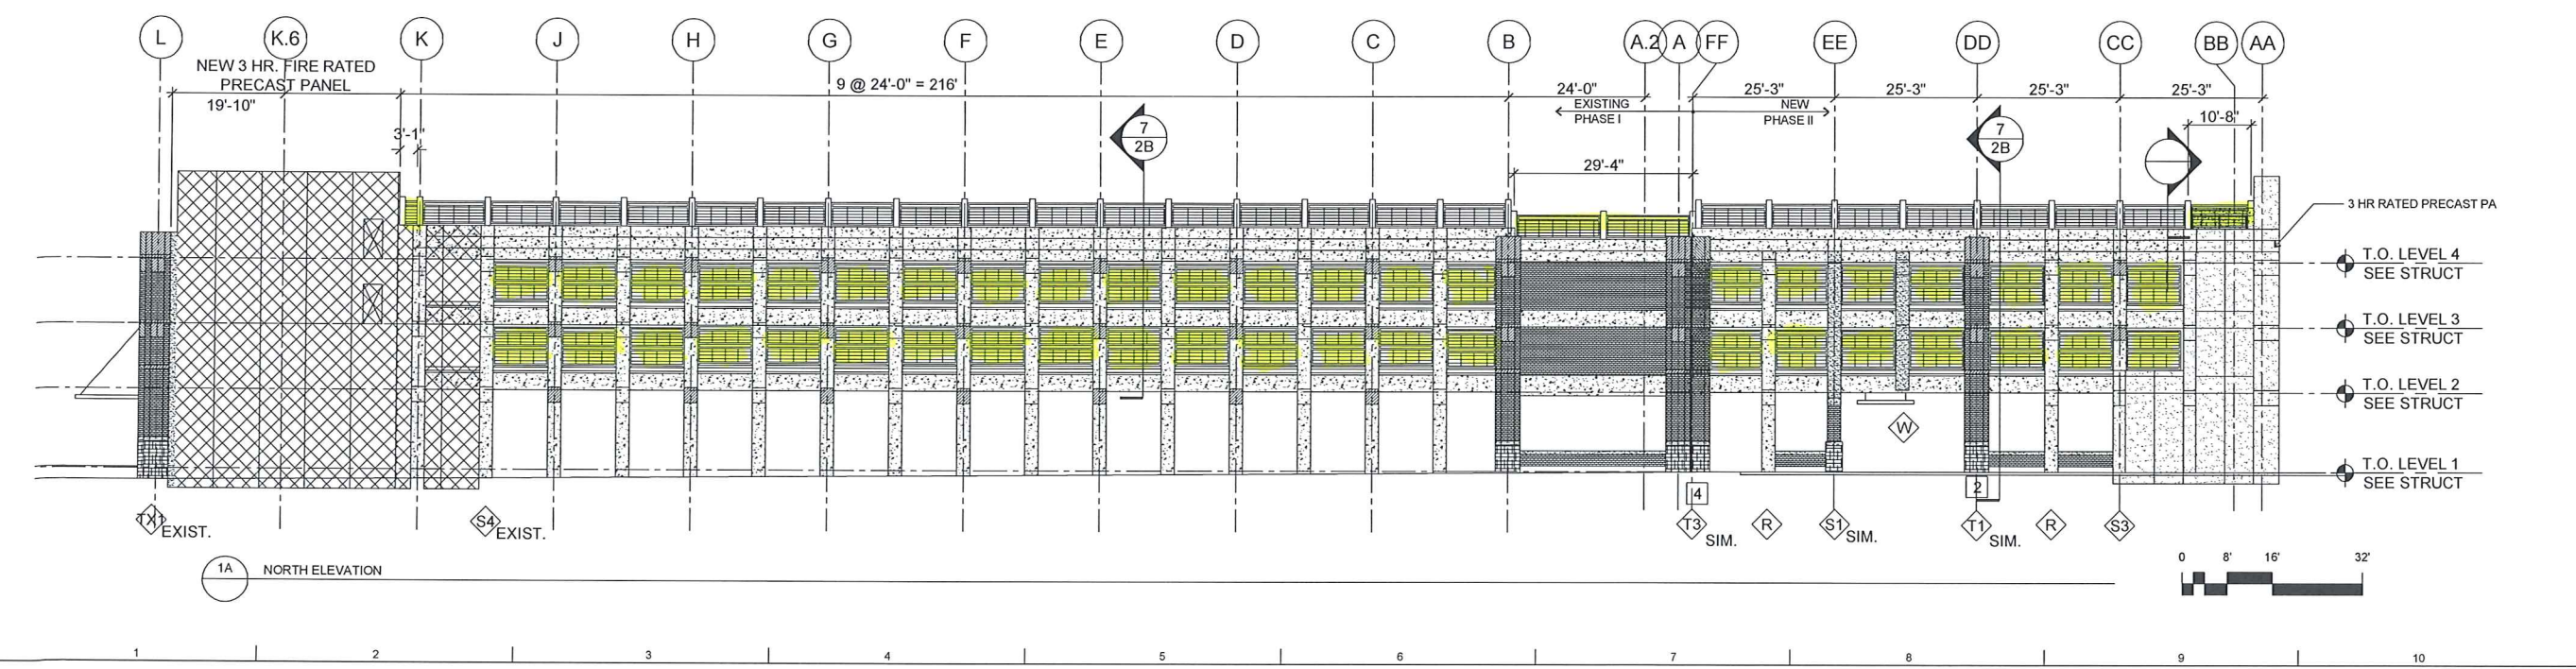 L
K.6
K
J
H
G
F
E
D
C
B
A.2
A
FF
EE
DD
CC
BB
AA
NEW 3 HR. FIRE RATED
PRECAST PANEL
19'-10"
9 @ 24'-0" = 216'
24'-0"
25'-3"
25'-3"
25'-3"
25'-3"
EXISTING
PHASE I
NEW
PHASE II
3'-1"
7
2B
7
2B
10'-8"
29'-4"
3 HR RATED PRECAST PA
T.O. LEVEL 4
SEE STRUCT
T.O. LEVEL 3
SEE STRUCT
T.O. LEVEL 2
SEE STRUCT
W
T.O. LEVEL 1
SEE STRUCT
4
2
TX1
EXIST.
S4
EXIST.
T3
SIM.
R
S1
SIM.
T1
SIM.
R
S3
1A
NORTH ELEVATION
0 8' 16' 32'
1 2 3 4 5 6 7 8 9 10